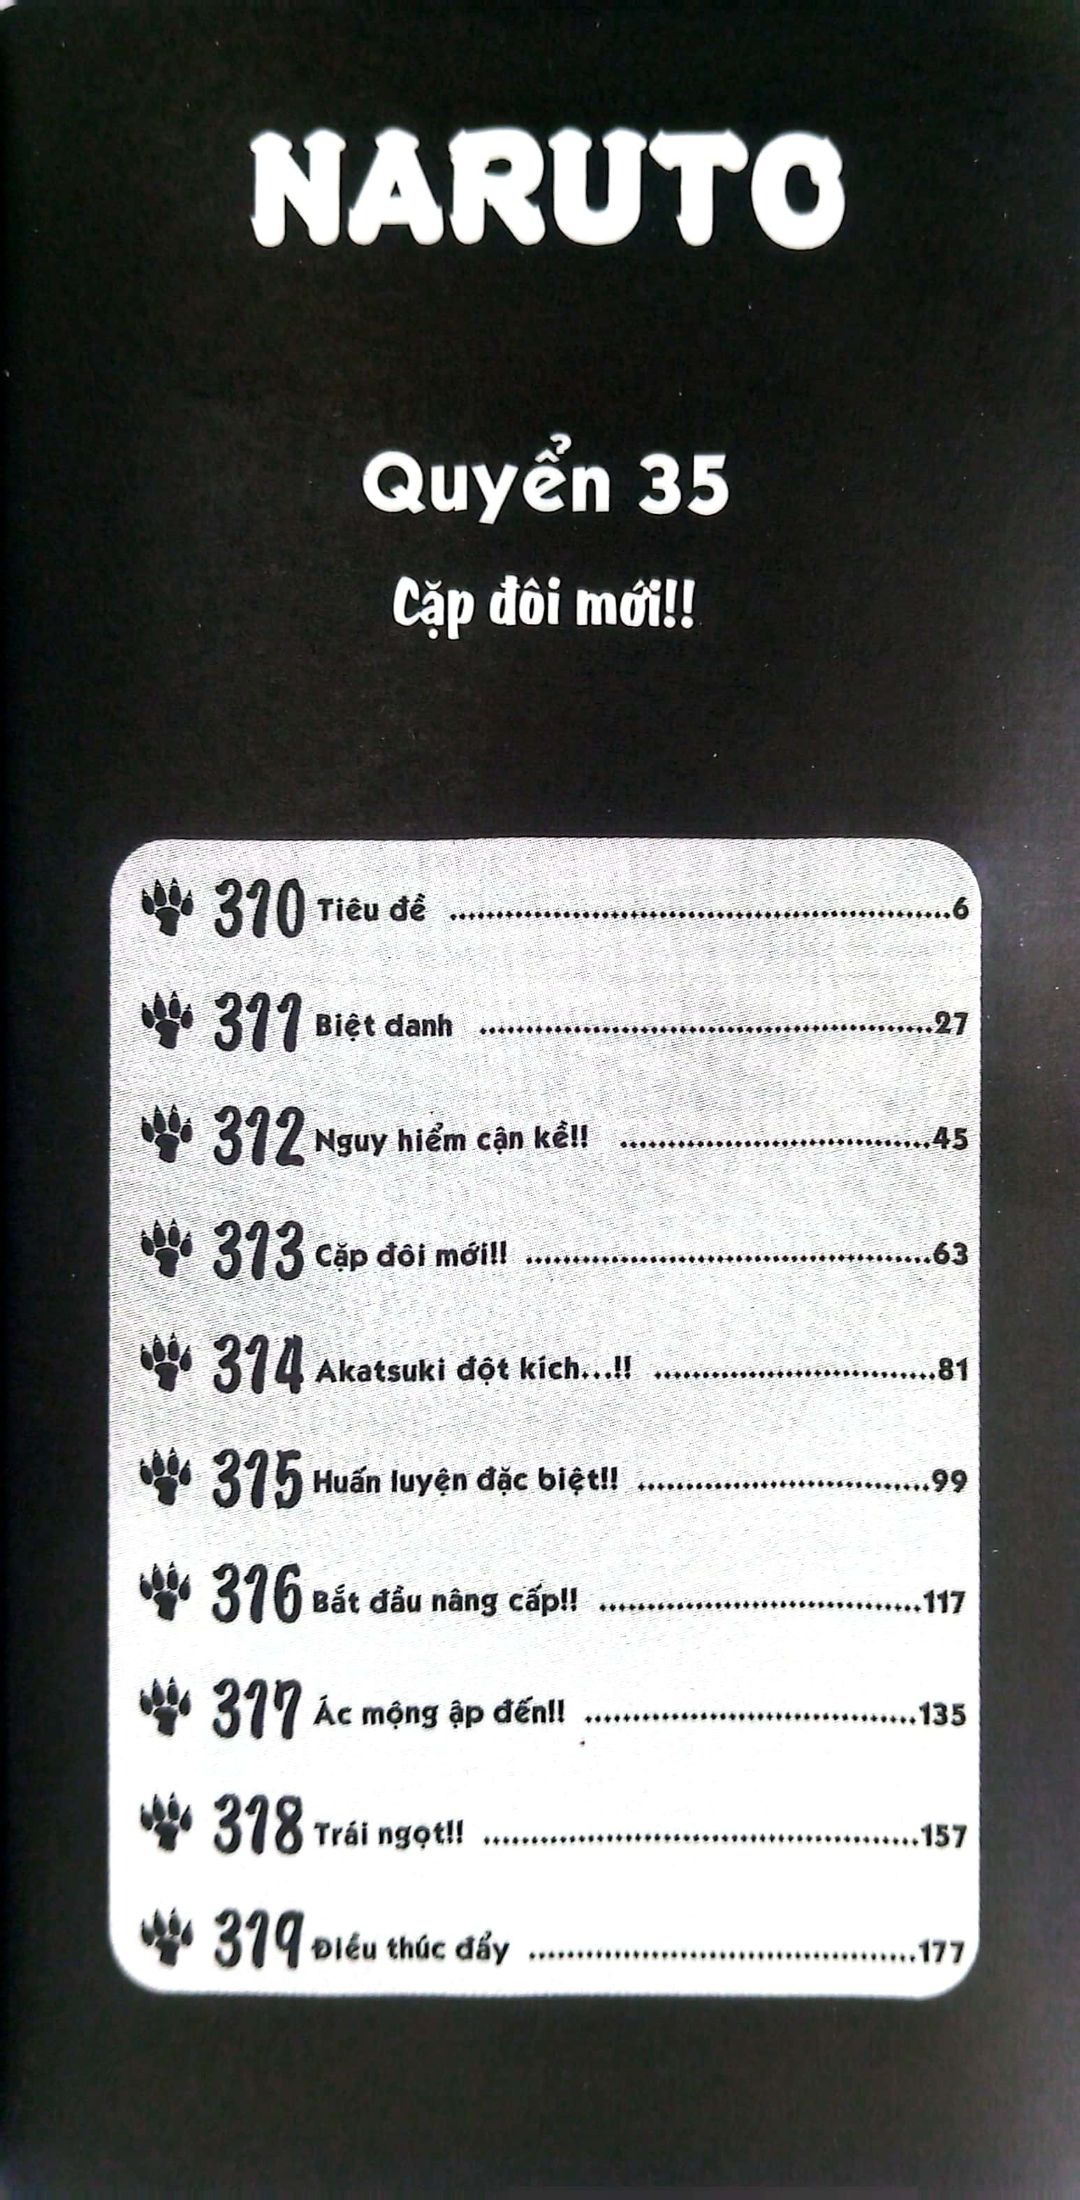 NARUTO
Quyển 35
Cặp đôi mới!!
310 Tiêu đề ........................................................6
311 Biệt danh ..................................................27
312 Nguy hiểm cận kề!! ..................................45
313 Cặp đôi mới!! .............................................63
314 Akatsuki đột kích...!! ...............................81
315 Huấn luyện đặc biệt!! ................................99
316 Bắt đầu nâng cấp!! ...................................117
317 Ác mộng ập đến!! .....................................135
318 Trái ngọt!! ................................................157
319 Điều thúc đẩy ...........................................177